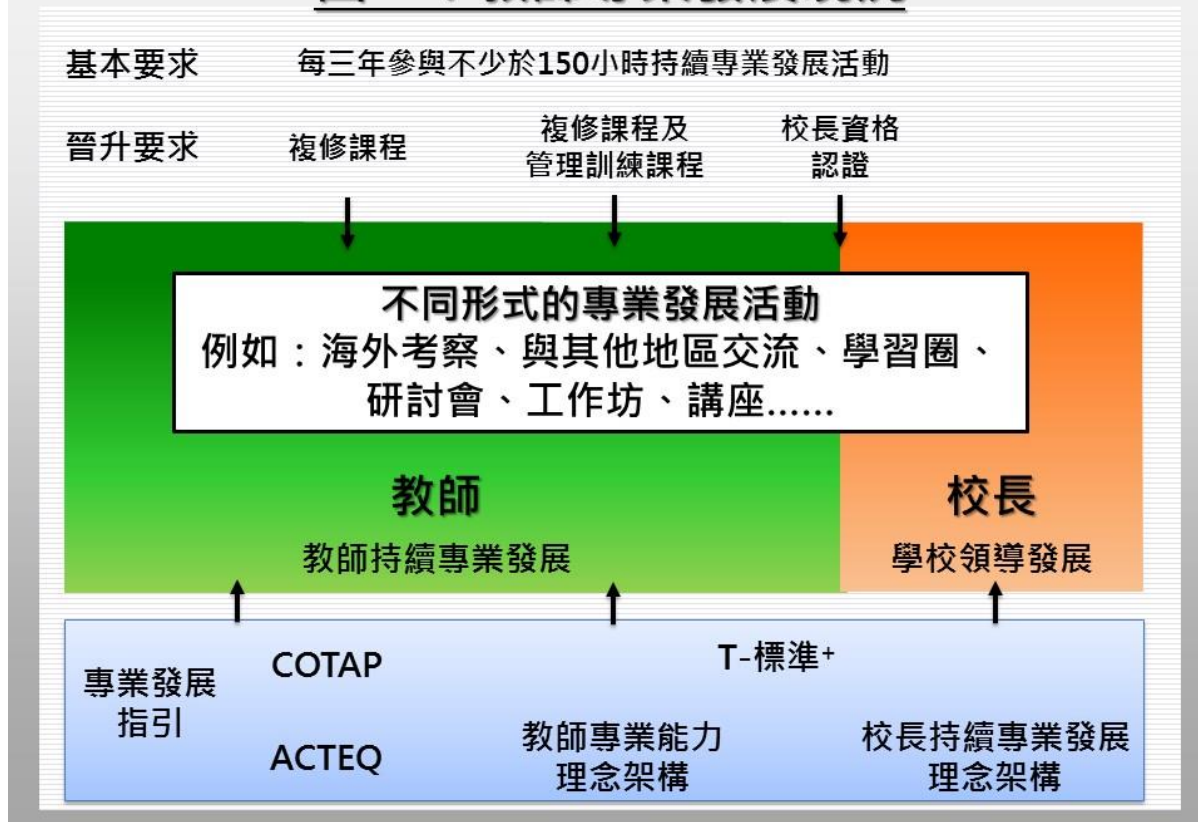 基本要求 每三年參與不少於150小時持續專業發展活動
晉升要求 複修課程
複修課程及
管理訓練課程
校長資格
認證
不同形式的專業發展活動
例如：海外考察、與其他地區交流、學習圈、
研討會、工作坊、講座......
教師
教師持續專業發展
校長
學校領導發展
專業發展
指引
COTAP
ACTEQ
T-標準+
教師專業能力
理念架構
校長持續專業發展
理念架構